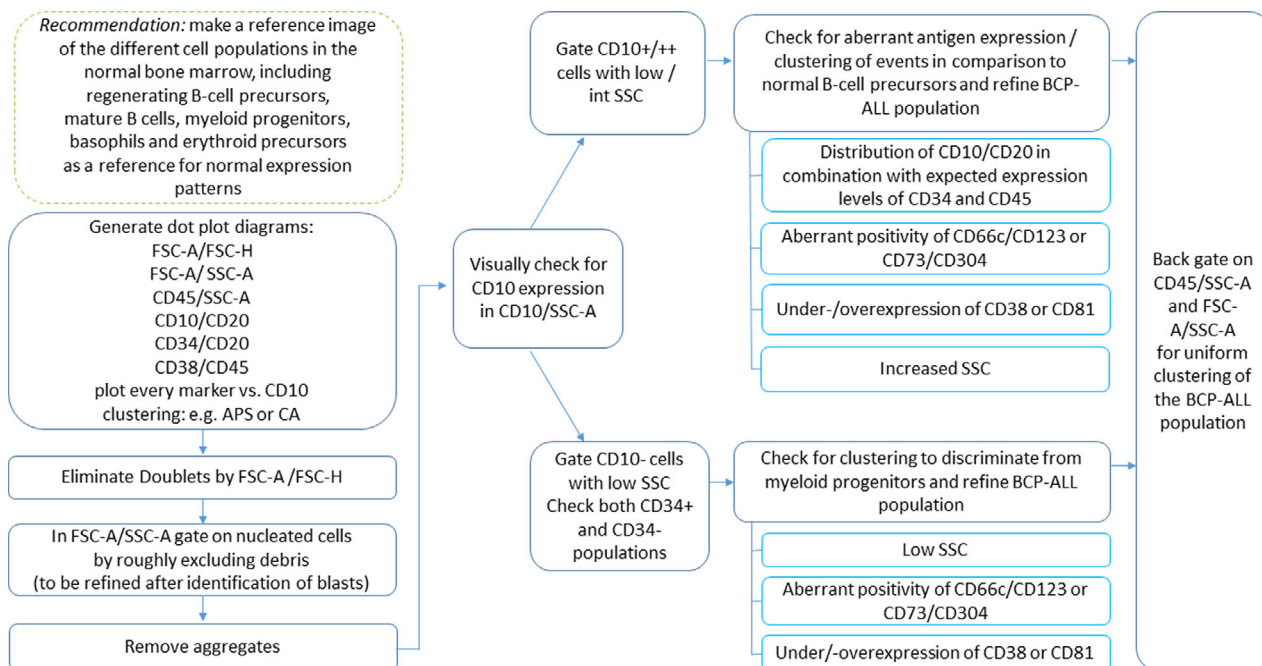 Recommendation: make a reference image
of the different cell populations in the
normal bone marrow, including
regenerating B-cell precursors,
mature B cells, myeloid progenitors,
basophils and erythroid precursors
as a reference for normal expression
patterns
Generate dot plot diagrams:
FSC-A/FSC-H
FSC-A/ SSC-A
CD45/SSC-A
CD10/CD20
CD34/CD20
CD38/CD45
plot every marker vs. CD10
clustering: e.g. APS or CA
Eliminate Doublets by FSC-A /FSC-H
In FSC-A/SSC-A gate on nucleated cells
by roughly excluding debris
(to be refined after identification of blasts)
Remove aggregates
Visually check for
CD10 expression
in CD10/SSC-A
Gate CD10+/++
cells with low /
int SSC
Check for aberrant antigen expression /
clustering of events in comparison to
normal B-cell precursors and refine BCP-
ALL population
Distribution of CD10/CD20 in
combination with expected expression
levels of CD34 and CD45
Aberrant positivity of CD66c/CD123 or
CD73/CD304
Under-/overexpression of CD38 or CD81
Increased SSC
Gate CD10- cells
with low SSC
Check both CD34+
and CD34-
populations
Check for clustering to discriminate from
myeloid progenitors and refine BCP-ALL
population
Low SSC
Aberrant positivity of CD66c/CD123 or
CD73/CD304
Under/-overexpression of CD38 or CD81
Back gate on
CD45/SSC-A
and FSC-
A/SSC-A
for uniform
clustering of
the BCP-ALL
population